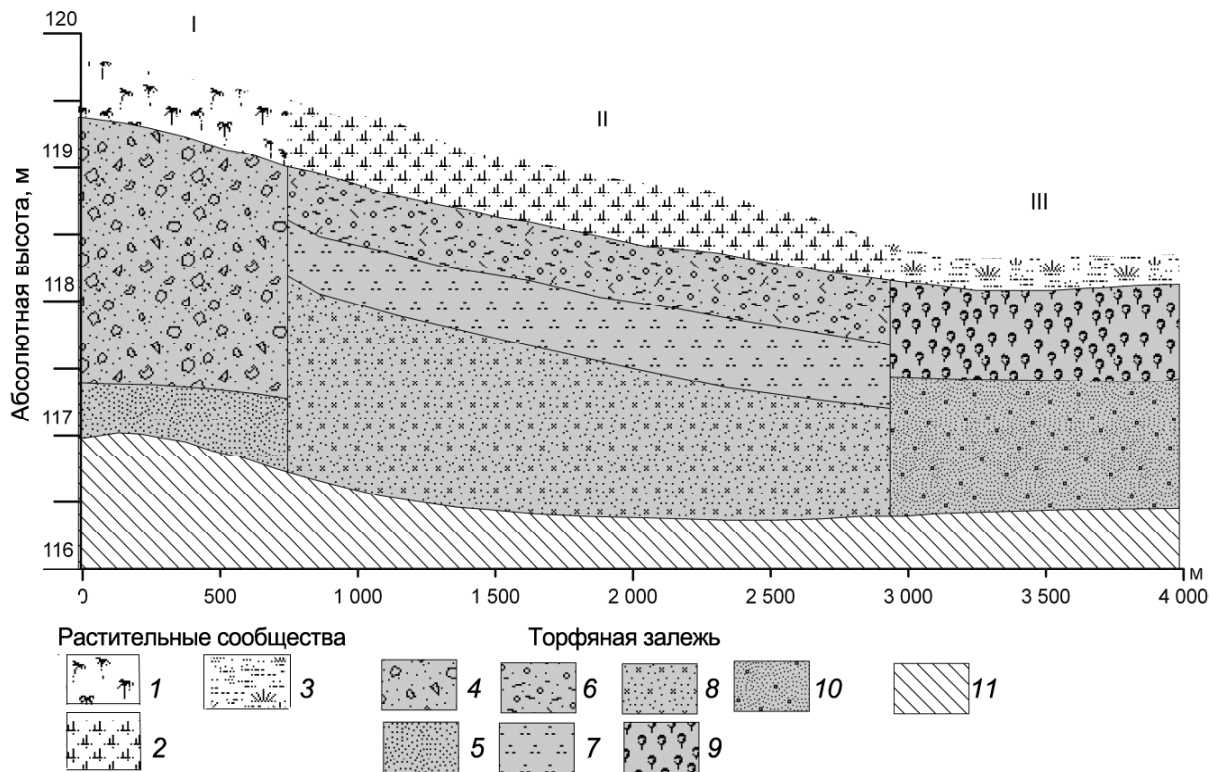 120
I
II
119
III
118
117
116
Абсолютная высота, м
0 500 1 000 1 500 2 000 2 500 3 000 3 500 4 000
м
Растительные сообщества Торфяная залежь
1 3 4 6 8 10 11
2 5 7 9